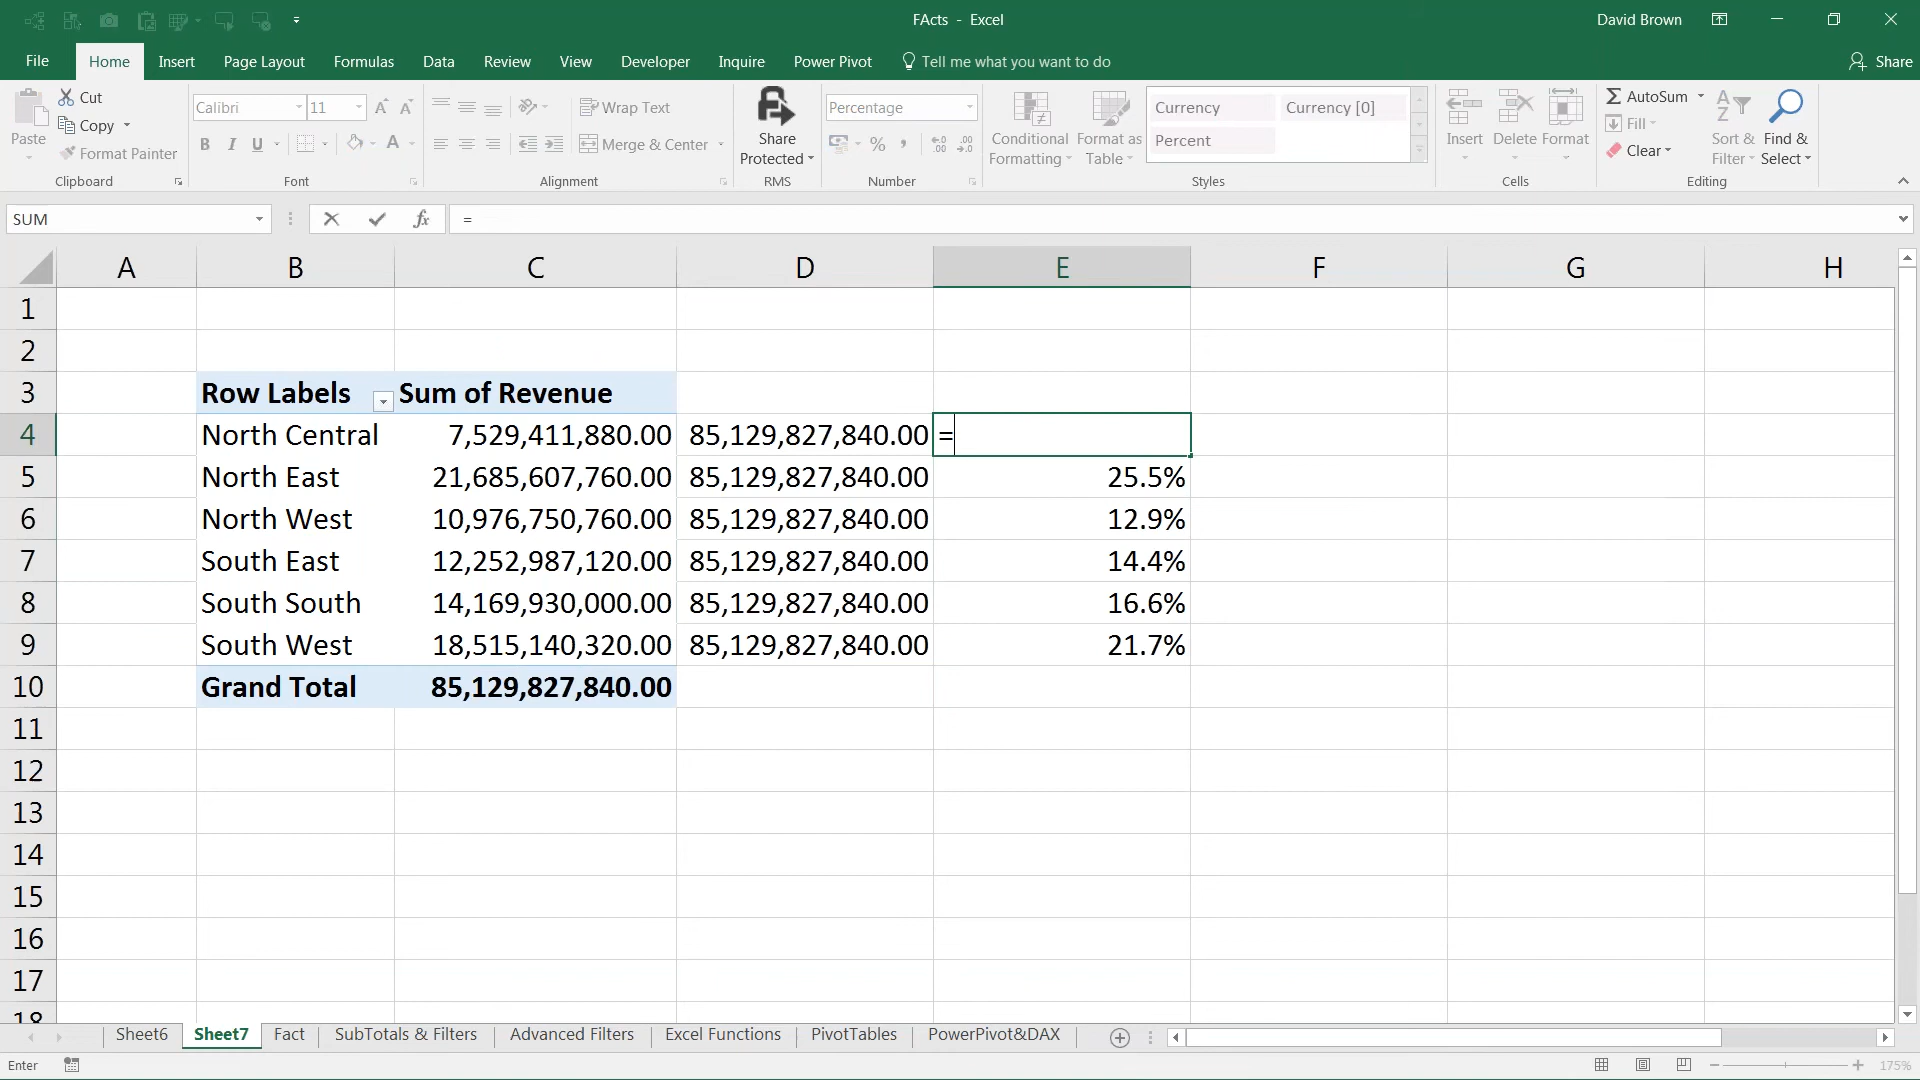 FActs - Excel
David Brown
File Home Insert Page Layout Formulas Data Review View Developer Inquire Power Pivot Tell me what you want to do Share
Paste
Cut
Copy
Format Painter
Clipboard
Calibri 11
B I U
Font
Wrap Text
Merge & Center
Alignment
Share
Protected
RMS
Percentage
%
Number
Conditional
Formatting
Format as
Table
Currency Currency [0]
Percent
Styles
Insert Delete Format
Cells
AutoSum
Fill
Clear
Sort &
Filter
Find &
Select
Editing
SUM fx =
A B C D E F G H
1
2
3 Row Labels Sum of Revenue
4 North Central 7,529,411,880.00 85,129,827,840.00 =
5 North East 21,685,607,760.00 85,129,827,840.00 25.5%
6 North West 10,976,750,760.00 85,129,827,840.00 12.9%
7 South East 12,252,987,120.00 85,129,827,840.00 14.4%
8 South South 14,169,930,000.00 85,129,827,840.00 16.6%
9 South West 18,515,140,320.00 85,129,827,840.00 21.7%
10 Grand Total 85,129,827,840.00
11
12
13
14
15
16
17
18
Sheet6 Sheet7 Fact SubTotals & Filters Advanced Filters Excel Functions PivotTables PowerPivot&DAX
Enter 175%